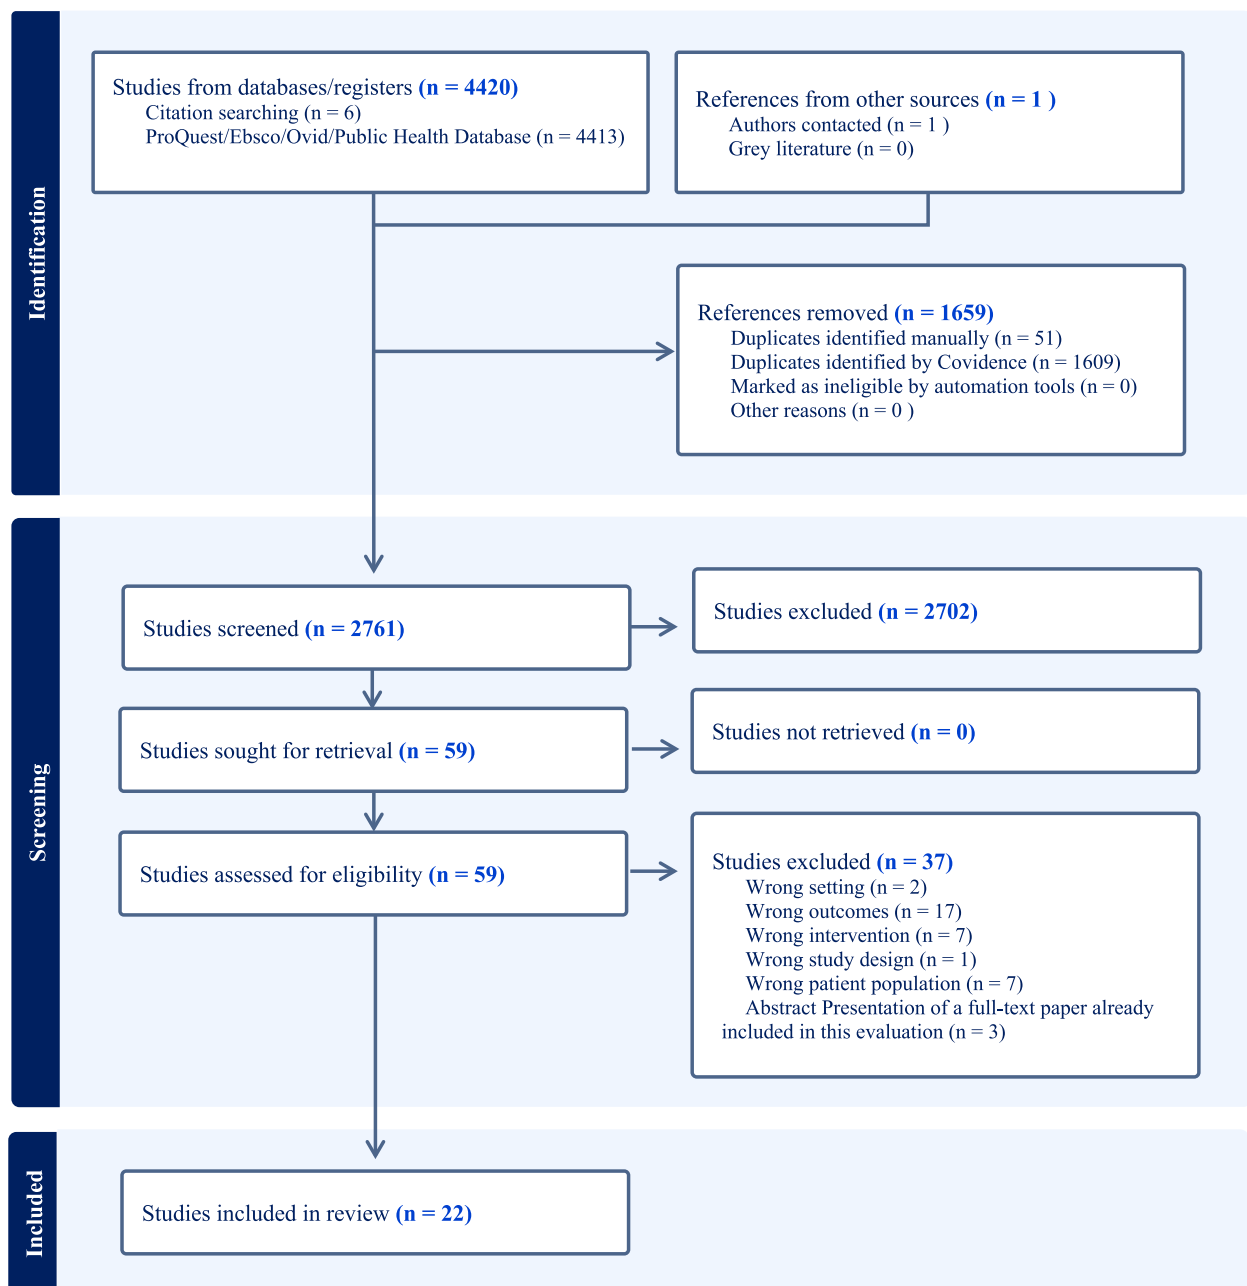 Identification
Studies from databases/registers (n = 4420)
Citation searching (n = 6)
ProQuest/Ebsco/Ovid/Public Health Database (n = 4413)
References from other sources (n = 1 )
Authors contacted (n = 1 )
Grey literature (n = 0)
References removed (n = 1659)
Duplicates identified manually (n = 51)
Duplicates identified by Covidence (n = 1609)
Marked as ineligible by automation tools (n = 0)
Other reasons (n = 0 )
Screening
Studies screened (n = 2761)
Studies excluded (n = 2702)
Studies sought for retrieval (n = 59)
Studies not retrieved (n = 0)
Studies assessed for eligibility (n = 59)
Studies excluded (n = 37)
Wrong setting (n = 2)
Wrong outcomes (n = 17)
Wrong intervention (n = 7)
Wrong study design (n = 1)
Wrong patient population (n = 7)
Abstract Presentation of a full-text paper already
included in this evaluation (n = 3)
Included
Studies included in review (n = 22)